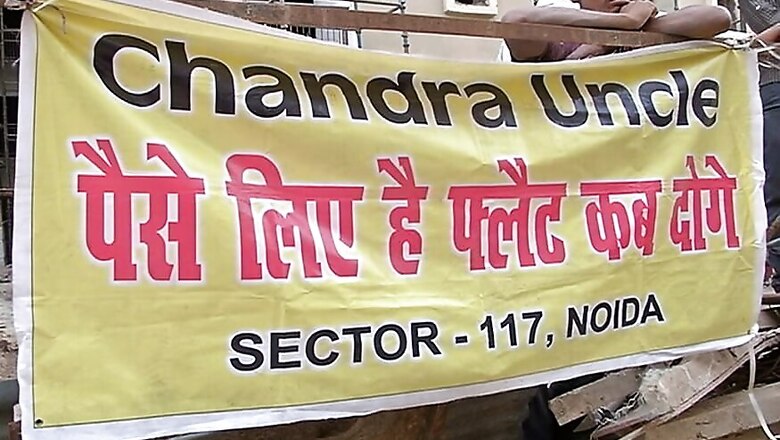 Chandra Uncle
पैसे लिए है फ्लैट कब दोगे
SECTOR - 117, NOIDA